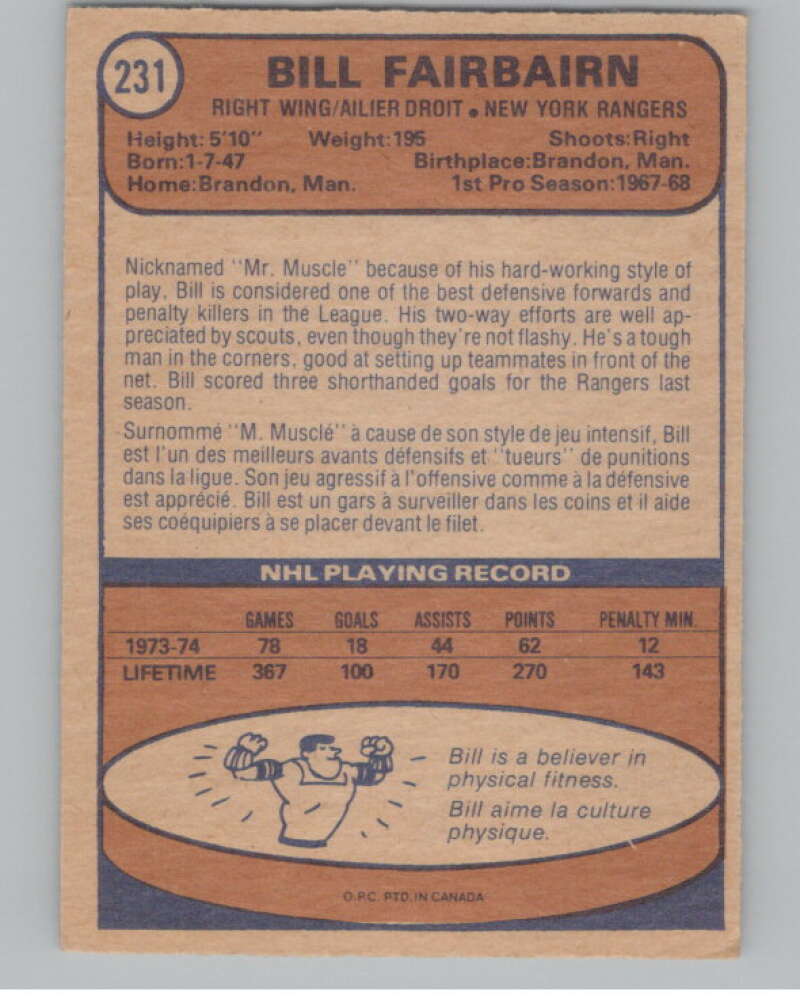 231
BILL FAIRBAIRN
RIGHT WING/AILIER DROIT • NEW YORK RANGERS
Height: 5'10" Weight: 195 Shoots: Right
Born: 1-7-47 Birthplace: Brandon, Man.
Home: Brandon, Man. 1st Pro Season: 1967-68
Nicknamed "Mr. Muscle" because of his hard-working style of
play, Bill is considered one of the best defensive forwards and
penalty killers in the League. His two-way efforts are well ap-
preciated by scouts, even though they're not flashy. He's a tough
man in the corners, good at setting up teammates in front of the
net. Bill scored three shorthanded goals for the Rangers last
season.
Surnommé "M. Musclé" à cause de son style de jeu intensif, Bill
est l'un des meilleurs avants défensifs et "tueurs" de punitions
dans la ligue. Son jeu agressif à l'offensive comme à la défensive
est apprécié. Bill est un gars à surveiller dans les coins et il aide
ses coéquipiers à se placer devant le filet.
NHL PLAYING RECORD
GAMES GOALS ASSISTS POINTS PENALTY MIN.
1973-74 78 18 44 62 12
LIFETIME 367 100 170 270 143
Bill is a believer in
physical fitness.
Bill aime la culture
physique.
O.P.C. PTD. IN CANADA